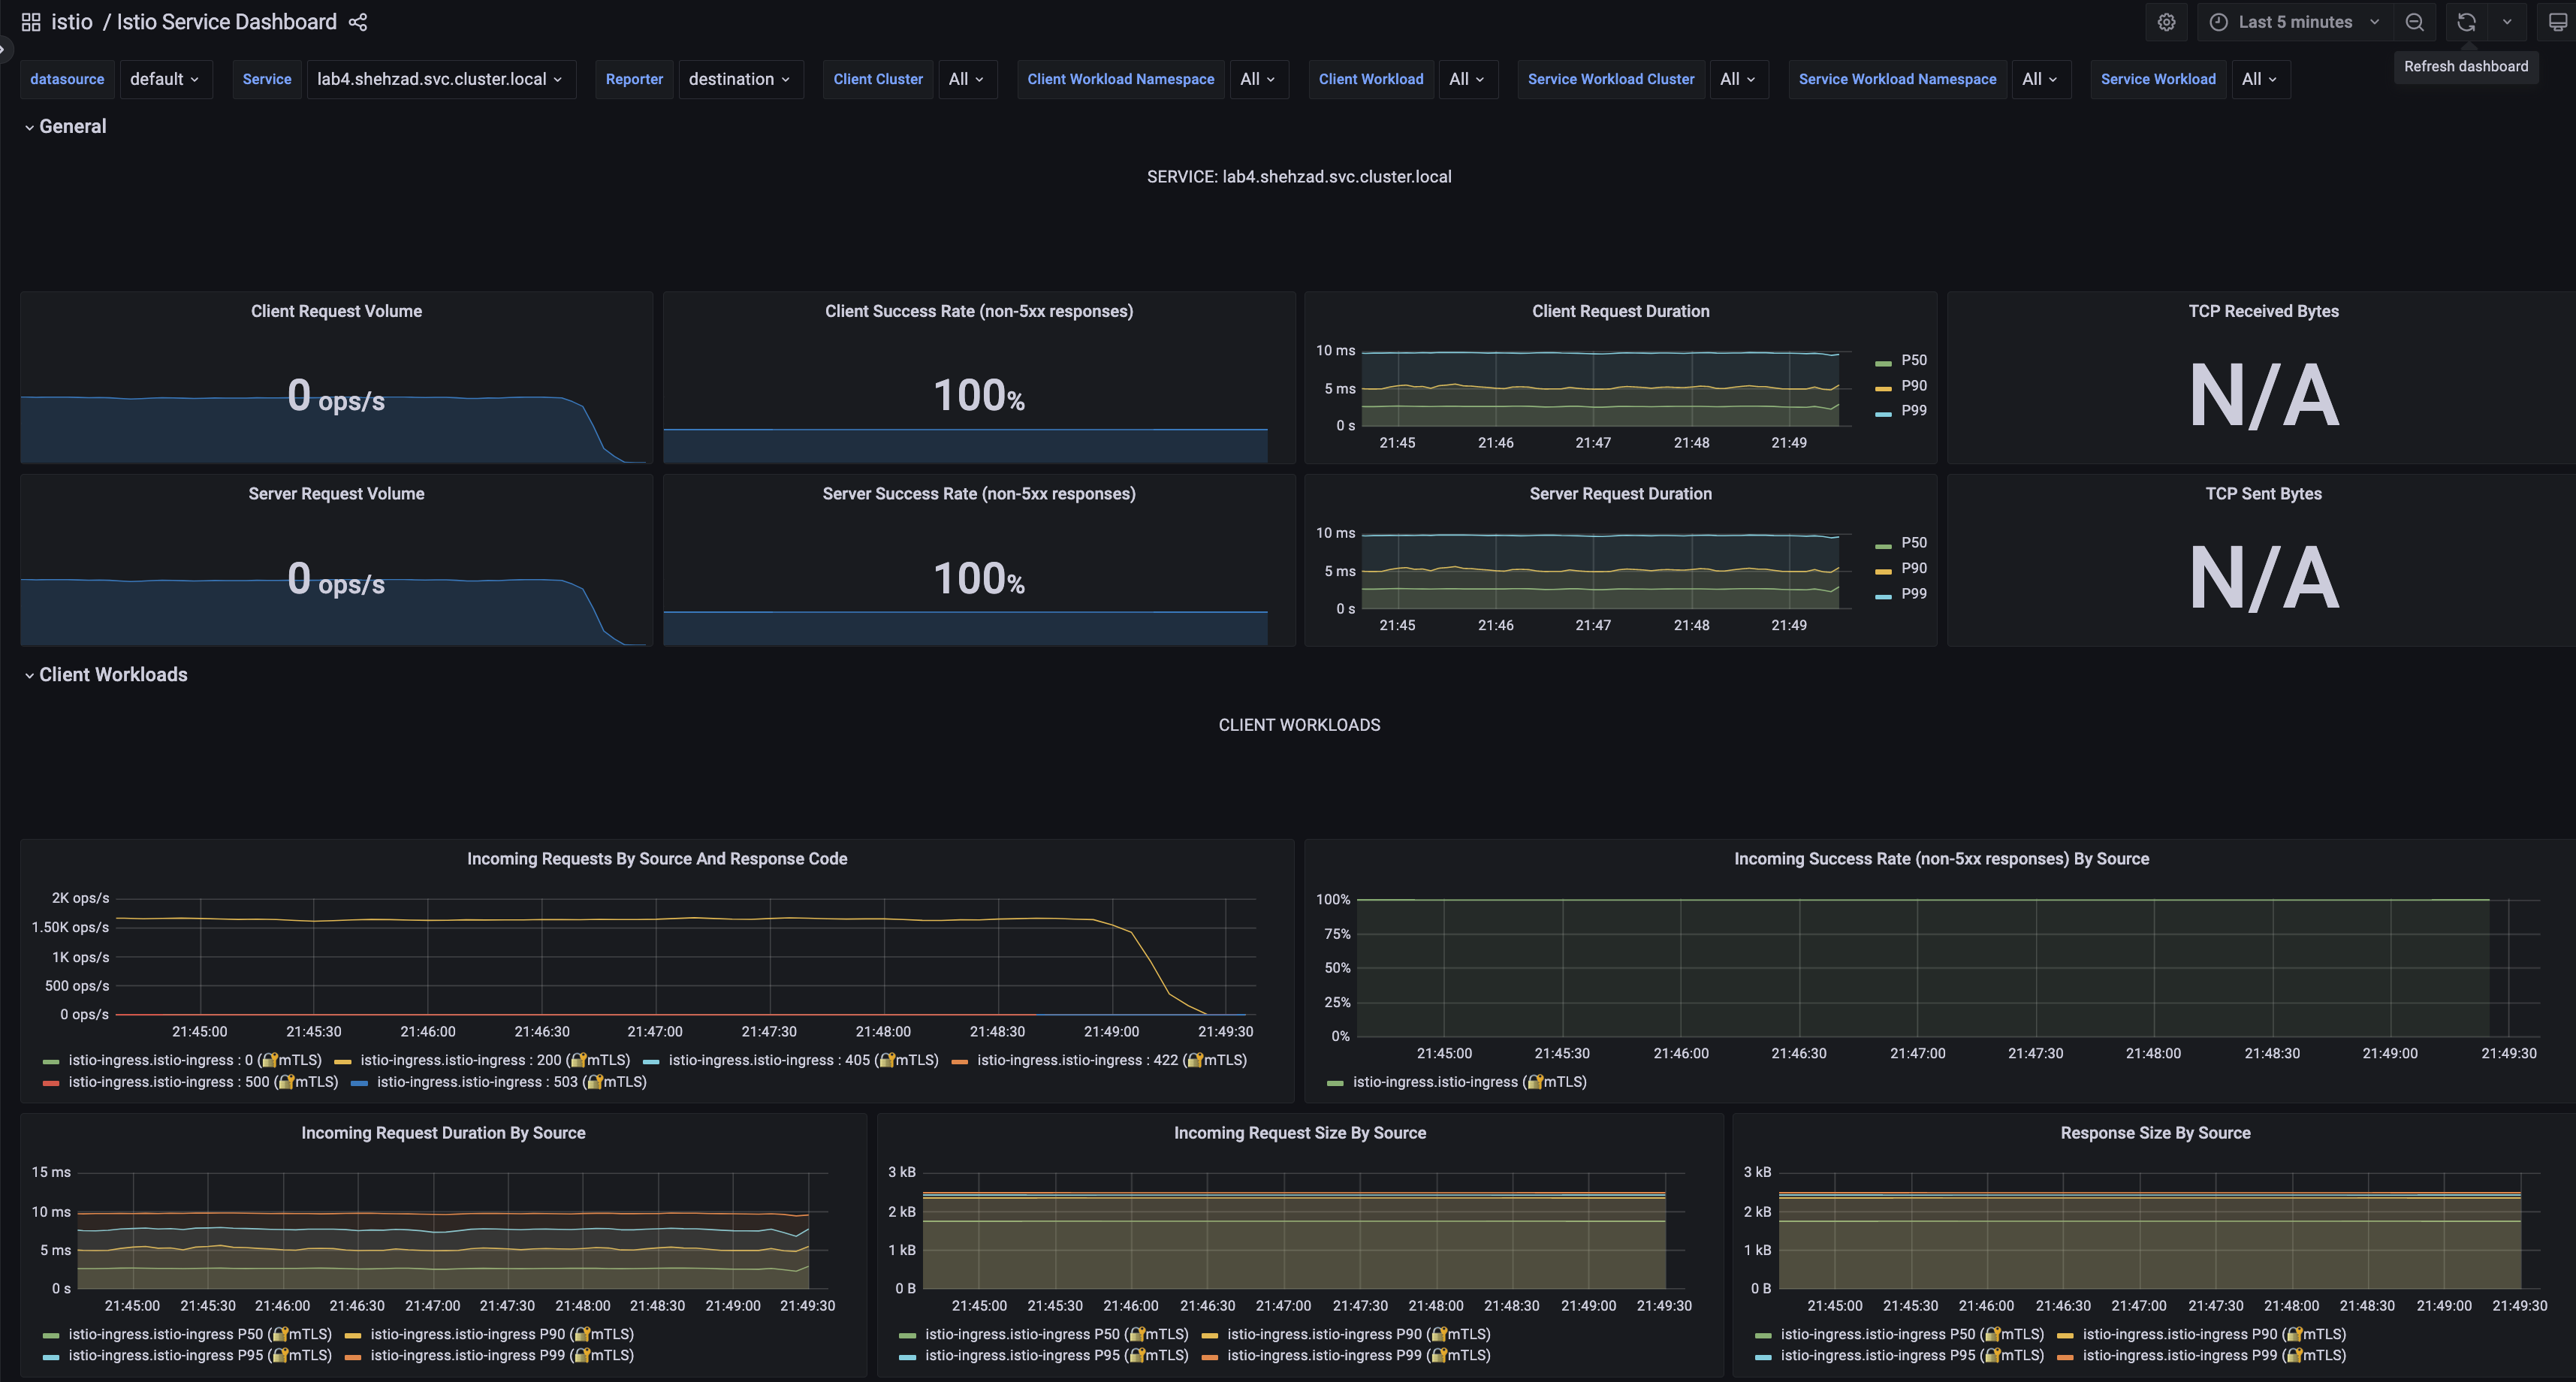 istio / Istio Service Dashboard
Last 5 minutes
Refresh dashboard
datasource default Service lab4.shehzad.svc.cluster.local Reporter destination Client Cluster All Client Workload Namespace All Client Workload All Service Workload Cluster All Service Workload Namespace All Service Workload All
General
SERVICE: lab4.shehzad.svc.cluster.local
Client Request Volume
0 ops/s
Client Success Rate (non-5xx responses)
100%
Client Request Duration
10 ms
5 ms
0 s
21:45 21:46 21:47 21:48 21:49
P50
P90
P99
TCP Received Bytes
N/A
Server Request Volume
0 ops/s
Server Success Rate (non-5xx responses)
100%
Server Request Duration
10 ms
5 ms
0 s
21:45 21:46 21:47 21:48 21:49
P50
P90
P99
TCP Sent Bytes
N/A
Client Workloads
CLIENT WORKLOADS
Incoming Requests By Source And Response Code
2K ops/s
1.50K ops/s
1K ops/s
500 ops/s
0 ops/s
21:45:00 21:45:30 21:46:00 21:46:30 21:47:00 21:47:30 21:48:00 21:48:30 21:49:00 21:49:30
istio-ingress.istio-ingress : 0 (🔐mTLS) istio-ingress.istio-ingress : 200 (🔐mTLS) istio-ingress.istio-ingress : 405 (🔐mTLS) istio-ingress.istio-ingress : 422 (🔐mTLS)
istio-ingress.istio-ingress : 500 (🔐mTLS) istio-ingress.istio-ingress : 503 (🔐mTLS)
Incoming Success Rate (non-5xx responses) By Source
100%
75%
50%
25%
0%
21:45:00 21:45:30 21:46:00 21:46:30 21:47:00 21:47:30 21:48:00 21:48:30 21:49:00 21:49:30
istio-ingress.istio-ingress (🔐mTLS)
Incoming Request Duration By Source
15 ms
10 ms
5 ms
0 s
21:45:00 21:45:30 21:46:00 21:46:30 21:47:00 21:47:30 21:48:00 21:48:30 21:49:00 21:49:30
istio-ingress.istio-ingress P50 (🔐mTLS) istio-ingress.istio-ingress P90 (🔐mTLS)
istio-ingress.istio-ingress P95 (🔐mTLS) istio-ingress.istio-ingress P99 (🔐mTLS)
Incoming Request Size By Source
3 kB
2 kB
1 kB
0 B
21:45:00 21:45:30 21:46:00 21:46:30 21:47:00 21:47:30 21:48:00 21:48:30 21:49:00 21:49:30
istio-ingress.istio-ingress P50 (🔐mTLS) istio-ingress.istio-ingress P90 (🔐mTLS)
istio-ingress.istio-ingress P95 (🔐mTLS) istio-ingress.istio-ingress P99 (🔐mTLS)
Response Size By Source
3 kB
2 kB
1 kB
0 B
21:45:00 21:45:30 21:46:00 21:46:30 21:47:00 21:47:30 21:48:00 21:48:30 21:49:00 21:49:30
istio-ingress.istio-ingress P50 (🔐mTLS) istio-ingress.istio-ingress P90 (🔐mTLS)
istio-ingress.istio-ingress P95 (🔐mTLS) istio-ingress.istio-ingress P99 (🔐mTLS)